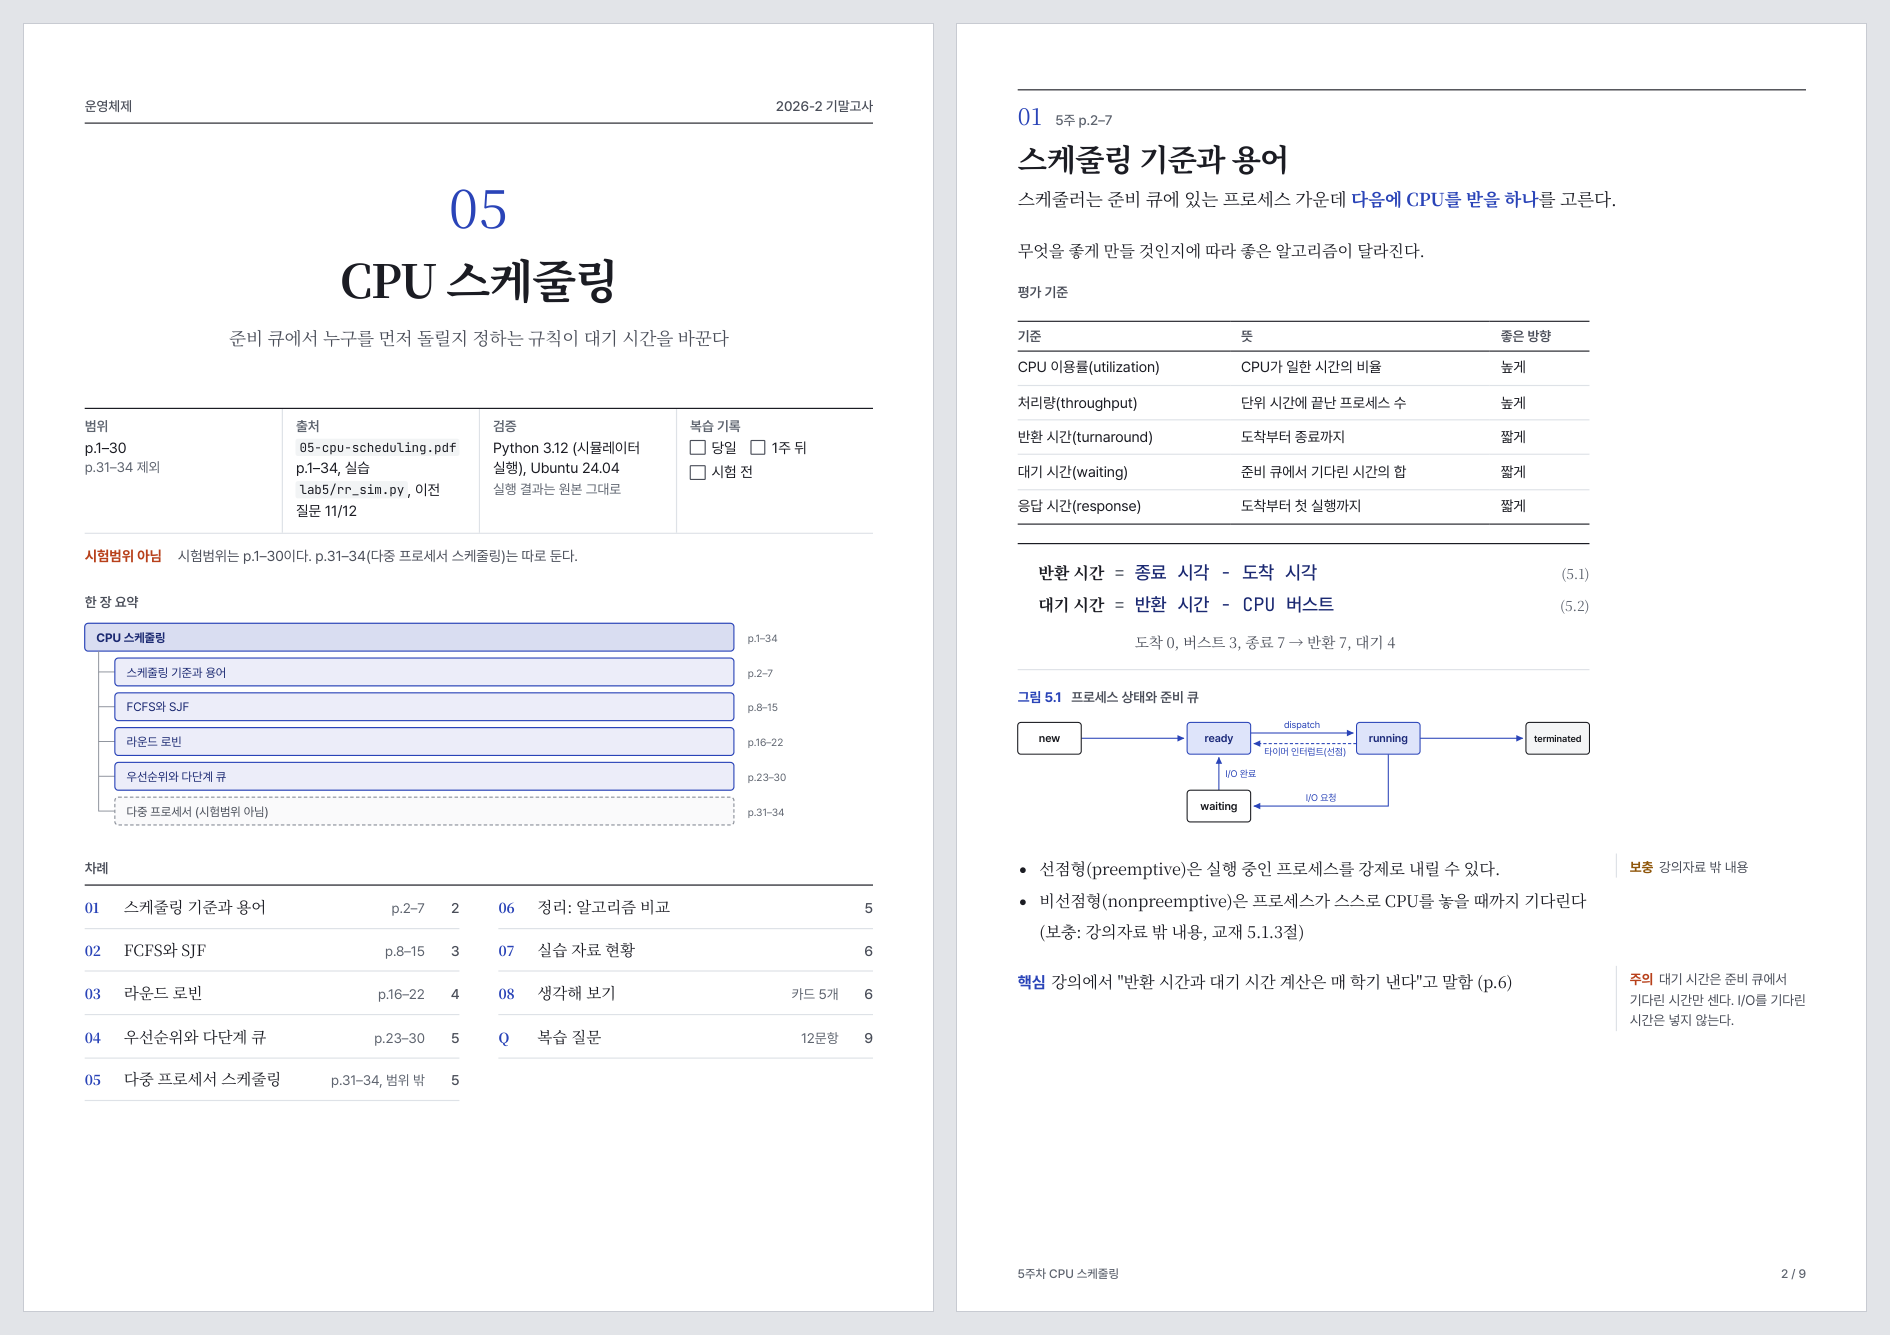 운영체제
2026-2 기말고사
05
CPU 스케줄링
준비 큐에서 누구를 먼저 돌릴지 정하는 규칙이 대기 시간을 바꾼다
범위
p.1–30
p.31–34 제외
출처
05-cpu-scheduling.pdf
p.1–34, 실습
lab5/rr_sim.py, 이전
질문 11/12
검증
Python 3.12 (시뮬레이터
실행), Ubuntu 24.04
실행 결과는 원본 그대로
복습 기록
당일 1주 뒤
시험 전
시험범위 아님 시험범위는 p.1–30이다. p.31–34(다중 프로세서 스케줄링)는 따로 둔다.
한 장 요약
CPU 스케줄링 p.1–34
스케줄링 기준과 용어 p.2–7
FCFS와 SJF p.8–15
라운드 로빈 p.16–22
우선순위와 다단계 큐 p.23–30
다중 프로세서 (시험범위 아님) p.31–34
차례
01 스케줄링 기준과 용어 p.2–7 2
02 FCFS와 SJF p.8–15 3
03 라운드 로빈 p.16–22 4
04 우선순위와 다단계 큐 p.23–30 5
05 다중 프로세서 스케줄링 p.31–34, 범위 밖 5
06 정리: 알고리즘 비교 5
07 실습 자료 현황 6
08 생각해 보기 카드 5개 6
Q 복습 질문 12문항 9
01 5주 p.2–7
스케줄링 기준과 용어
스케줄러는 준비 큐에 있는 프로세스 가운데 다음에 CPU를 받을 하나를 고른다.
무엇을 좋게 만들 것인지에 따라 좋은 알고리즘이 달라진다.
평가 기준
기준 뜻 좋은 방향
CPU 이용률(utilization) CPU가 일한 시간의 비율 높게
처리량(throughput) 단위 시간에 끝난 프로세스 수 높게
반환 시간(turnaround) 도착부터 종료까지 짧게
대기 시간(waiting) 준비 큐에서 기다린 시간의 합 짧게
응답 시간(response) 도착부터 첫 실행까지 짧게
반환 시간 = 종료 시각 - 도착 시각 (5.1)
대기 시간 = 반환 시간 - CPU 버스트 (5.2)
도착 0, 버스트 3, 종료 7 → 반환 7, 대기 4
그림 5.1 프로세스 상태와 준비 큐
new
ready
dispatch
타이머 인터럽트(선점)
running
terminated
I/O 완료
waiting
I/O 요청
• 선점형(preemptive)은 실행 중인 프로세스를 강제로 내릴 수 있다.
• 비선점형(nonpreemptive)은 프로세스가 스스로 CPU를 놓을 때까지 기다린다
(보충: 강의자료 밖 내용, 교재 5.1.3절)
보충 강의자료 밖 내용
핵심 강의에서 "반환 시간과 대기 시간 계산은 매 학기 낸다"고 말함 (p.6)
주의 대기 시간은 준비 큐에서
기다린 시간만 센다. I/O를 기다린
시간은 넣지 않는다.
5주차 CPU 스케줄링
2 / 9